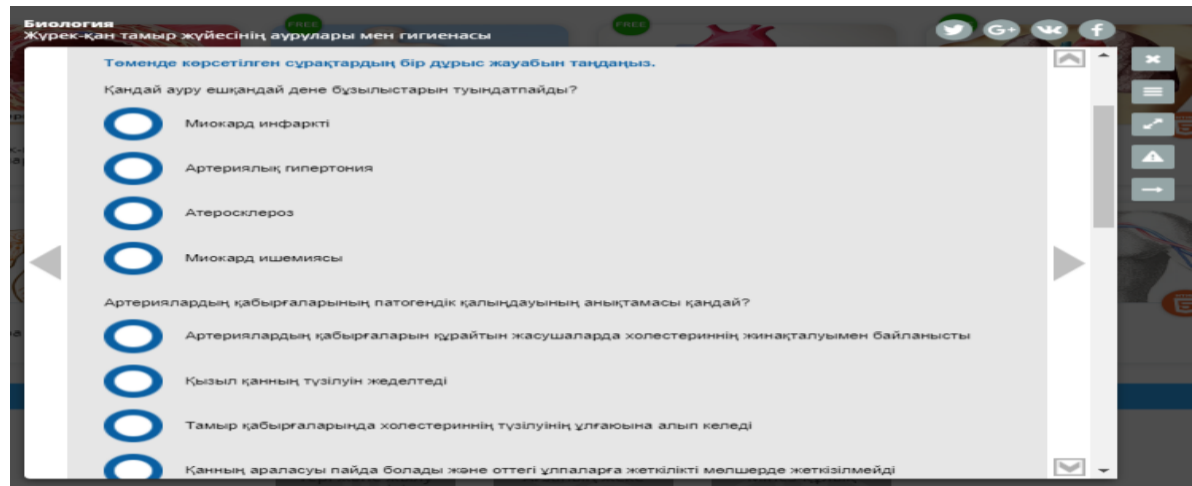 FREE
FREE
Биология
Жүрек-қан тамыр жүйесінің аурулары мен гигиенасы
Төменде көрсетілген сұрақтардың бір дұрыс жауабын таңдаңыз.
Қандай ауру ешқандай дене бұзылыстарын туындатпайды?
Миокард инфаркті
Артериялық гипертония
Атеросклероз
Миокард ишемиясы
Артериялардың қабырғаларының патогендік қалыңдауының анықтамасы қандай?
Артериялардың қабырғаларын құрайтын жасушаларда холестериннің жинақталуымен байланысты
Қызыл қанның түзілуін жеделтеді
Тамыр қабырғаларында холестериннің түзілуінің ұлғаюына алып келеді
Қанның араласуы пайда болады және оттегі ұлпаларға жеткілікті мөлшерде жеткізілмейді